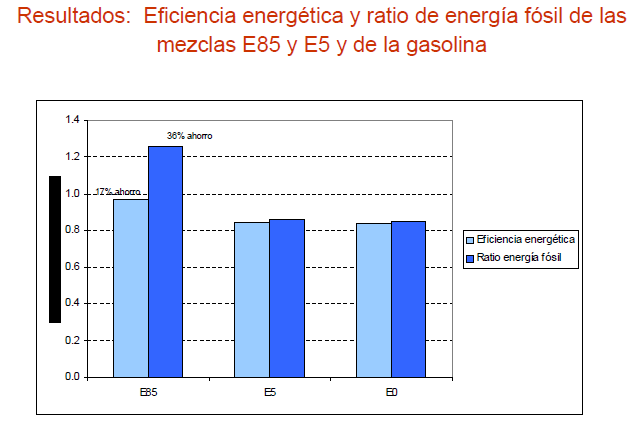 Resultados: Eficiencia energética y ratio de energía fósil de las
mezclas E85 y E5 y de la gasolina
1.4
36% ahorro
1.2
17% ahorro
1.0
0.8
Eficiencia energética
Ratio energía fósil
0.6
0.4
0.2
0.0
E85
E5
E0